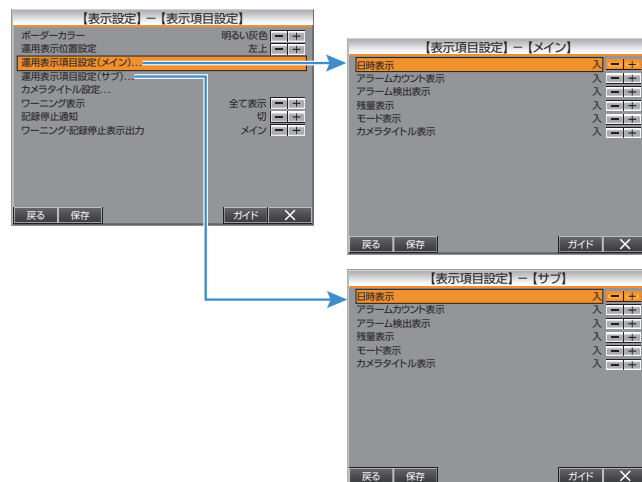 【表示設定】－【表示項目設定】
ボーダーカラー 明るい灰色 － ＋
運用表示位置設定 左上 － ＋
運用表示項目設定(メイン)...
運用表示項目設定(サブ)...
カメラタイトル設定...
ワーニング表示 全て表示 － ＋
記録停止通知 切 － ＋
ワーニング・記録停止表示出力 メイン － ＋
戻る 保存 ガイド ×
【表示項目設定】－【メイン】
日時表示 入 － ＋
アラームカウント表示 入 － ＋
アラーム検出表示 入 － ＋
残量表示 入 － ＋
モード表示 入 － ＋
カメラタイトル表示 入 － ＋
戻る 保存 ガイド ×
【表示項目設定】－【サブ】
日時表示 入 － ＋
アラームカウント表示 入 － ＋
アラーム検出表示 入 － ＋
残量表示 入 － ＋
モード表示 入 － ＋
カメラタイトル表示 入 － ＋
戻る 保存 ガイド ×